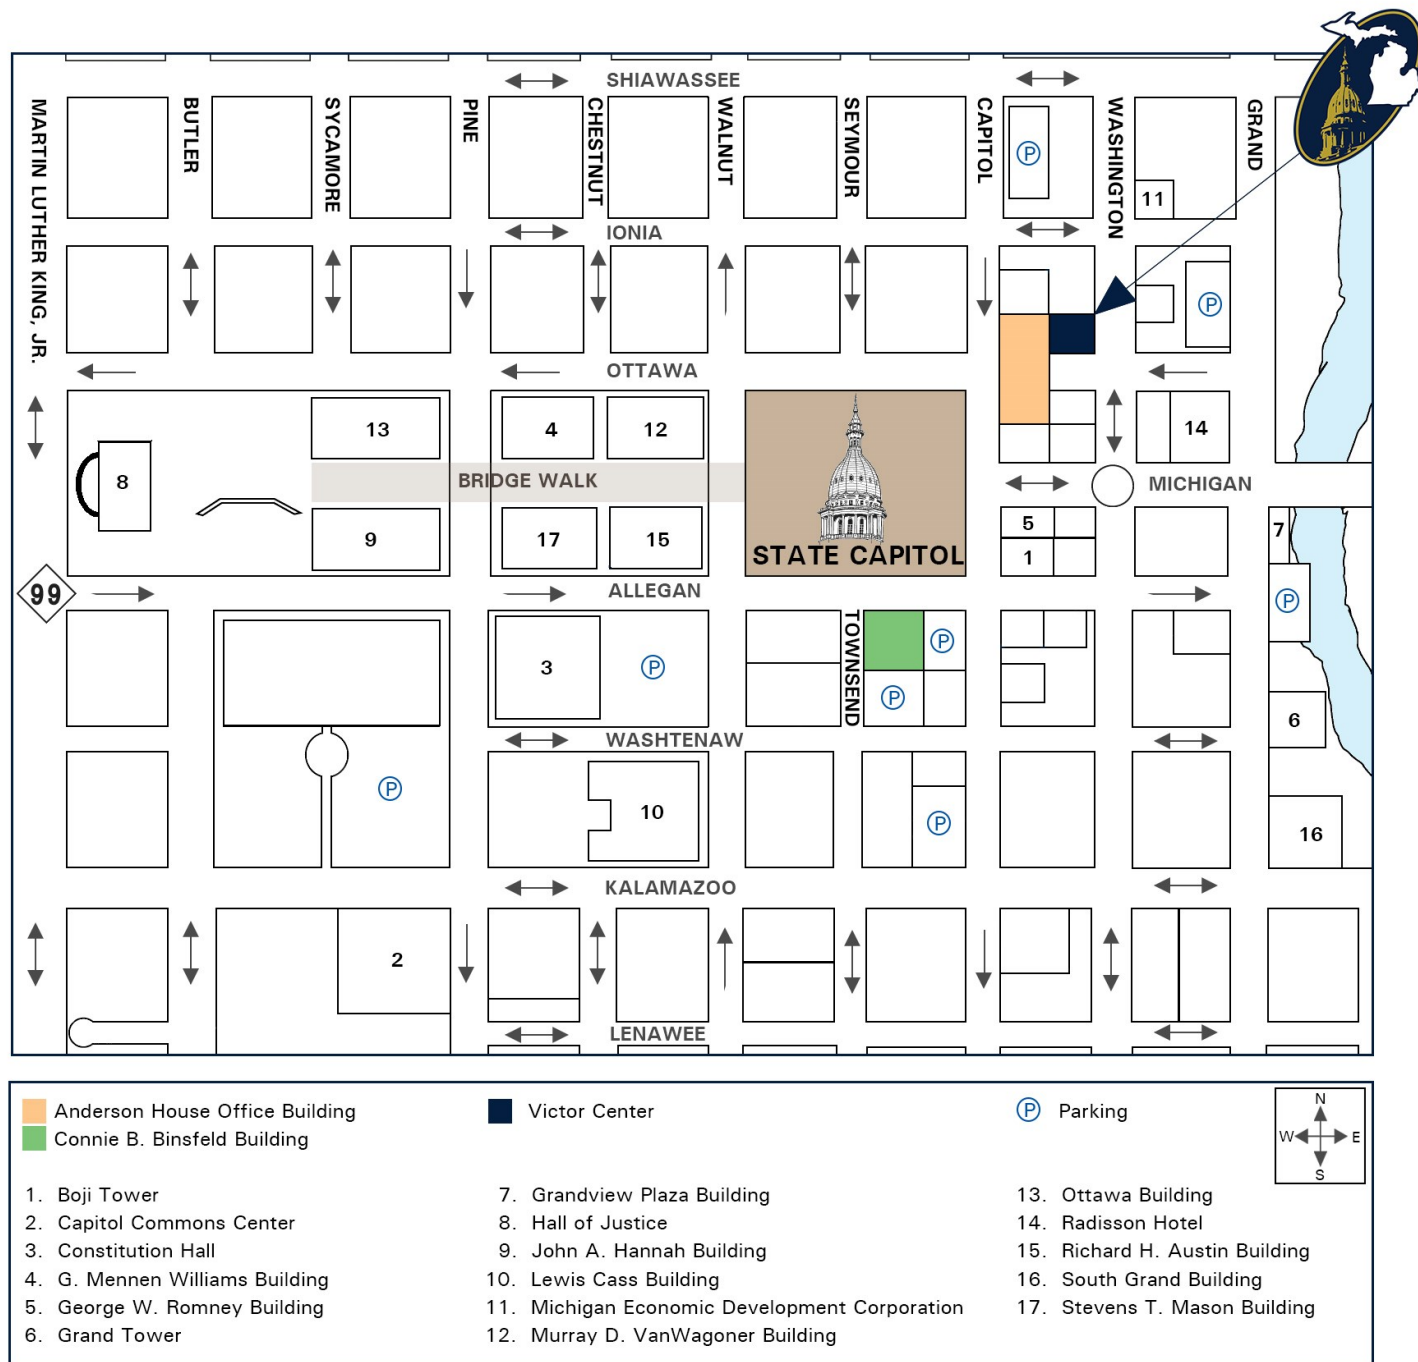 SHIAWASSEE
MARTIN LUTHER KING, JR.
BUTLER
SYCAMORE
PINE
CHESTNUT
WALNUT
SEYMOUR
CAPITOL
WASHINGTON
GRAND
P
11
IONIA
P
OTTAWA
13
4
12
14
8
BRIDGE WALK
MICHIGAN
9
17
15
STATE CAPITOL
5
1
7
99
ALLEGAN
P
TOWNSEND
3
P
P
P
6
WASHTENAW
P
10
P
16
KALAMAZOO
2
LENAWEE
Anderson House Office Building
Connie B. Binsfeld Building
Victor Center
P Parking
N
W E
S
1. Boji Tower
2. Capitol Commons Center
3. Constitution Hall
4. G. Mennen Williams Building
5. George W. Romney Building
6. Grand Tower
7. Grandview Plaza Building
8. Hall of Justice
9. John A. Hannah Building
10. Lewis Cass Building
11. Michigan Economic Development Corporation
12. Murray D. VanWagoner Building
13. Ottawa Building
14. Radisson Hotel
15. Richard H. Austin Building
16. South Grand Building
17. Stevens T. Mason Building